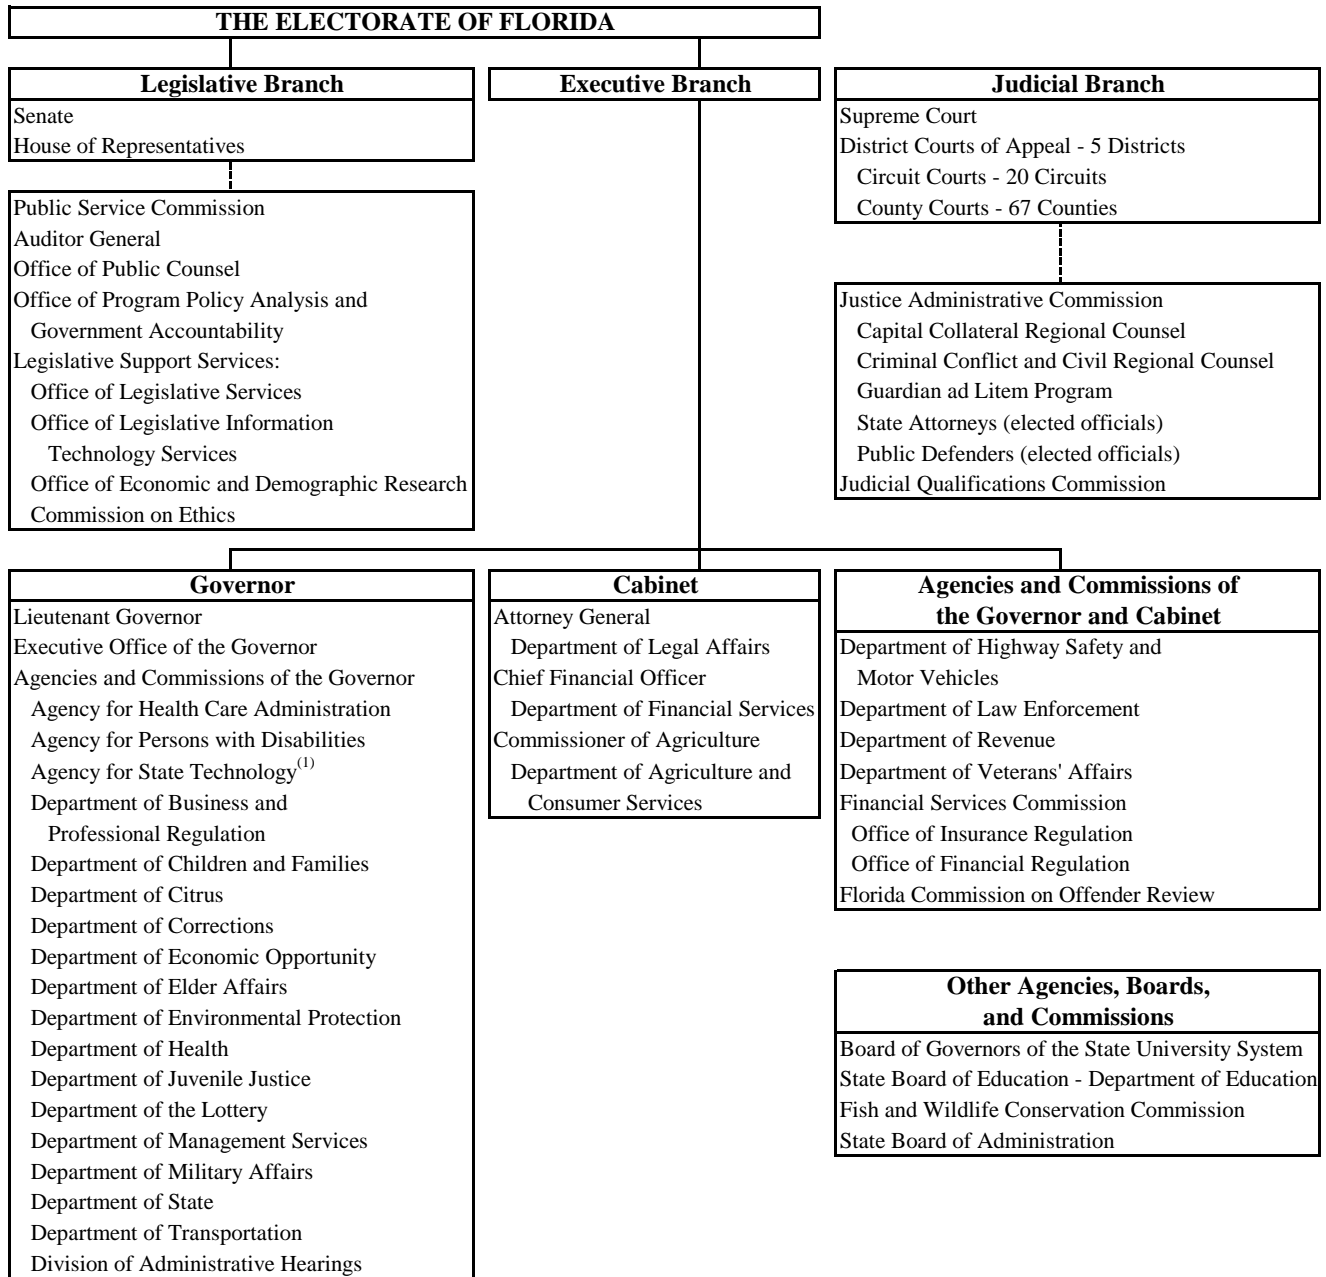 THE ELECTORATE OF FLORIDA
Legislative Branch
Senate
House of Representatives
Public Service Commission
Auditor General
Office of Public Counsel
Office of Program Policy Analysis and
Government Accountability
Legislative Support Services:
Office of Legislative Services
Office of Legislative Information
Technology Services
Office of Economic and Demographic Research
Commission on Ethics
Executive Branch
Judicial Branch
Supreme Court
District Courts of Appeal - 5 Districts
Circuit Courts - 20 Circuits
County Courts - 67 Counties
Justice Administrative Commission
Capital Collateral Regional Counsel
Criminal Conflict and Civil Regional Counsel
Guardian ad Litem Program
State Attorneys (elected officials)
Public Defenders (elected officials)
Judicial Qualifications Commission
Governor
Lieutenant Governor
Executive Office of the Governor
Agencies and Commissions of the Governor
Agency for Health Care Administration
Agency for Persons with Disabilities
Agency for State Technology(1)
Department of Business and
Professional Regulation
Department of Children and Families
Department of Citrus
Department of Corrections
Department of Economic Opportunity
Department of Elder Affairs
Department of Environmental Protection
Department of Health
Department of Juvenile Justice
Department of the Lottery
Department of Management Services
Department of Military Affairs
Department of State
Department of Transportation
Division of Administrative Hearings
Cabinet
Attorney General
Department of Legal Affairs
Chief Financial Officer
Department of Financial Services
Commissioner of Agriculture
Department of Agriculture and
Consumer Services
Agencies and Commissions of
the Governor and Cabinet
Department of Highway Safety and
Motor Vehicles
Department of Law Enforcement
Department of Revenue
Department of Veterans' Affairs
Financial Services Commission
Office of Insurance Regulation
Office of Financial Regulation
Florida Commission on Offender Review
Other Agencies, Boards,
and Commissions
Board of Governors of the State University System
State Board of Education - Department of Education
Fish and Wildlife Conservation Commission
State Board of Administration